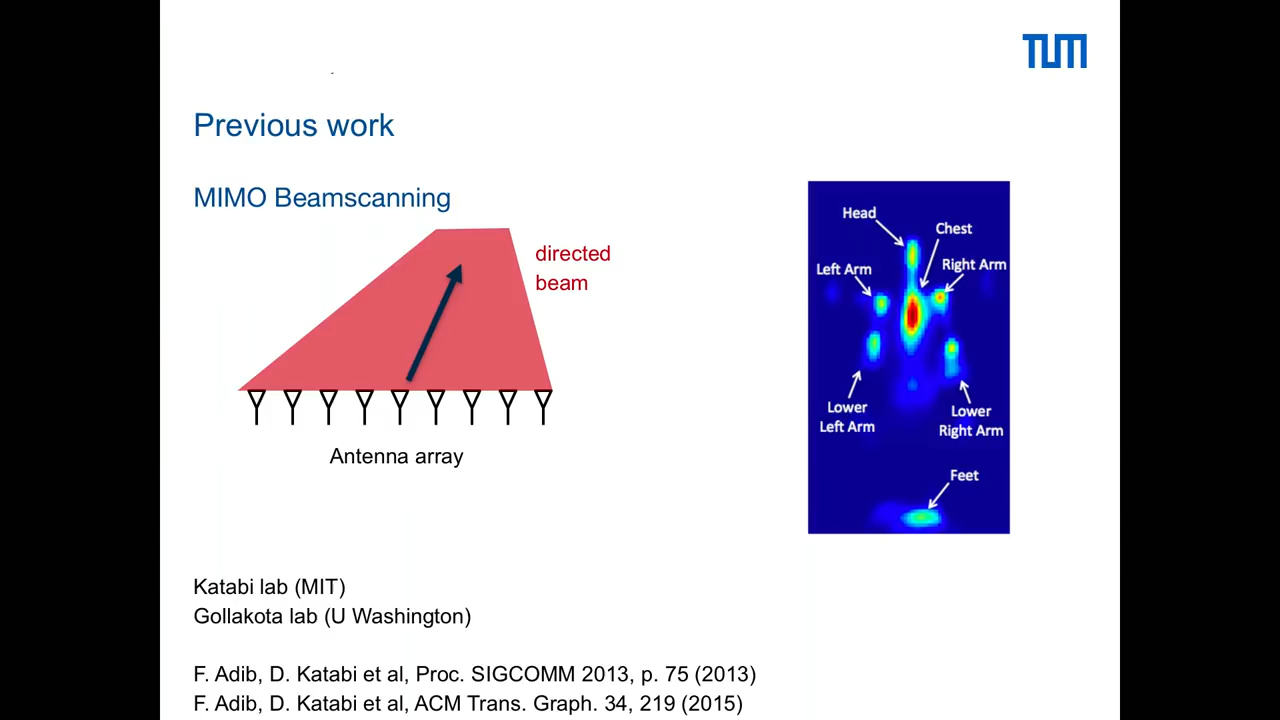 TUM
Previous work
MIMO Beamscanning
directed
beam
Antenna array
Head
Chest
Left Arm
Right Arm
Lower
Left Arm
Lower
Right Arm
Feet
Katabi lab (MIT)
Gollakota lab (U Washington)
F. Adib, D. Katabi et al, Proc. SIGCOMM 2013, p. 75 (2013)
F. Adib, D. Katabi et al, ACM Trans. Graph. 34, 219 (2015)